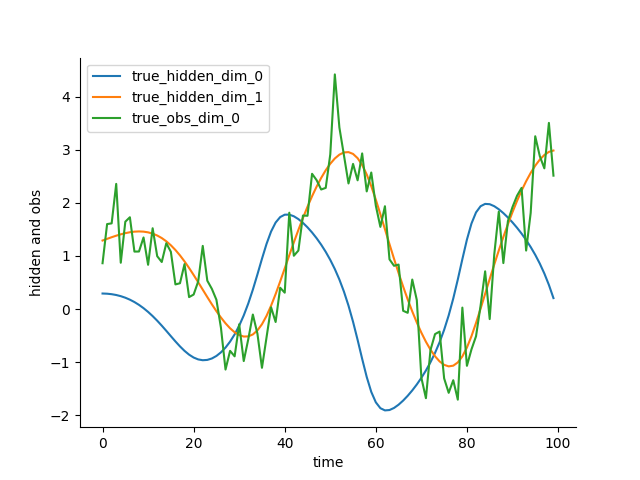 true_hidden_dim_0
true_hidden_dim_1
true_obs_dim_0
hidden and obs
4
3
2
1
0
−1
−2
0 20 40 60 80 100
time